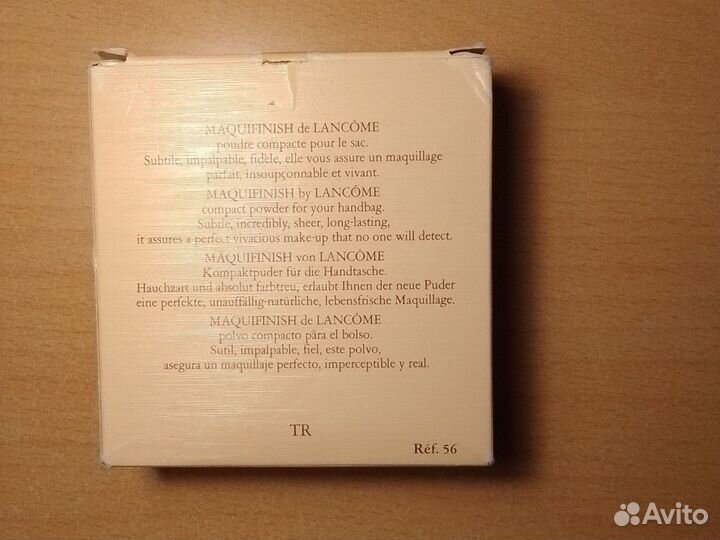 MAQUIFINISH de LANCÔME
poudre compacte pour le sac.
Subtile, impalpable, fidèle, elle vous assure un maquillage
parfait, insoupçonnable et vivant.
MAQUIFINISH by LANCÔME
compact powder for your handbag.
Subtle, incredibly, sheer, long-lasting,
it assures a perfect vivacious make-up that no one will detect.
MAQUIFINISH von LANCÔME
Kompaktpuder für die Handtasche.
Hauchzart und absolut farbtreu, erlaubt Ihnen der neue Puder
eine perfekte, unauffällig-natürliche, lebensfrische Maquillage.
MAQUIFINISH de LANCÔME
polvo compacto pära el bolso.
Sutil, impalpable, fiel, este polvo,
asegura un maquillaje perfecto, imperceptible y real.
TR
Réf. 56
Avito